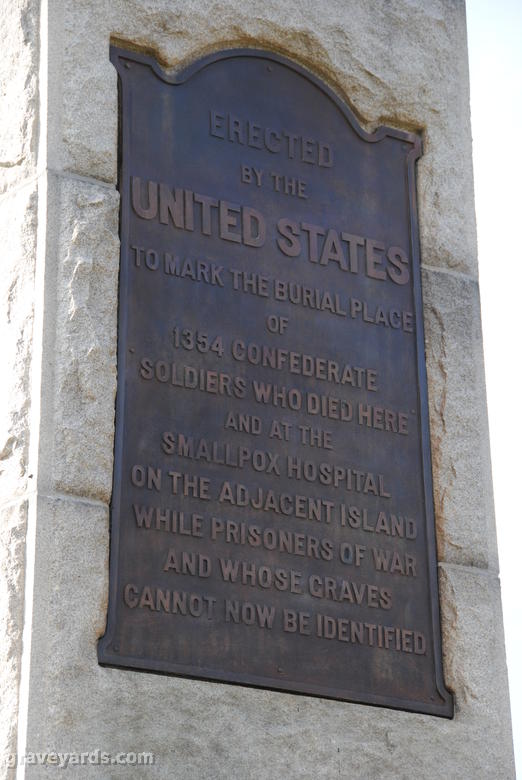 ERECTED
BY THE
UNITED STATES
TO MARK THE BURIAL PLACE
OF
1354 CONFEDERATE
SOLDIERS WHO DIED HERE
AND AT THE
SMALLPOX HOSPITAL
ON THE ADJACENT ISLAND
WHILE PRISONERS OF WAR
AND WHOSE GRAVES
CANNOT NOW BE IDENTIFIED
graveyards.com